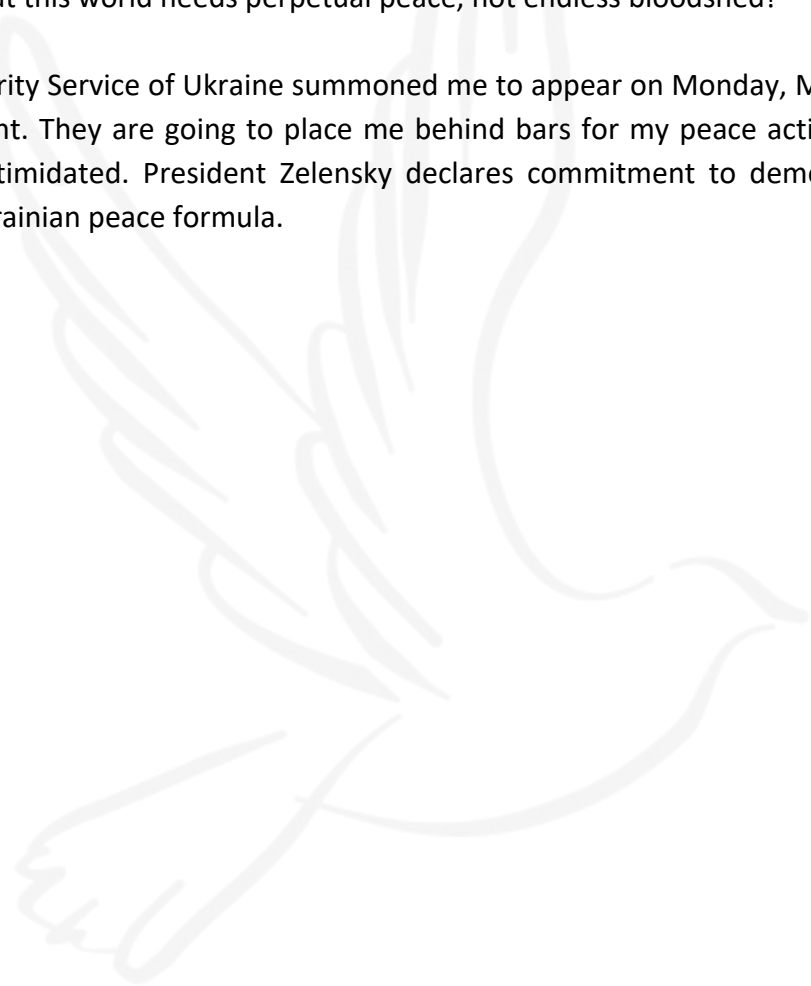 this world needs perpetual peace, not endless bloodshed?
rity Service of Ukraine summoned me to appear on Monday, M
nt. They are going to place me behind bars for my peace acti
timidated. President Zelensky declares commitment to dem
rainian peace formula.